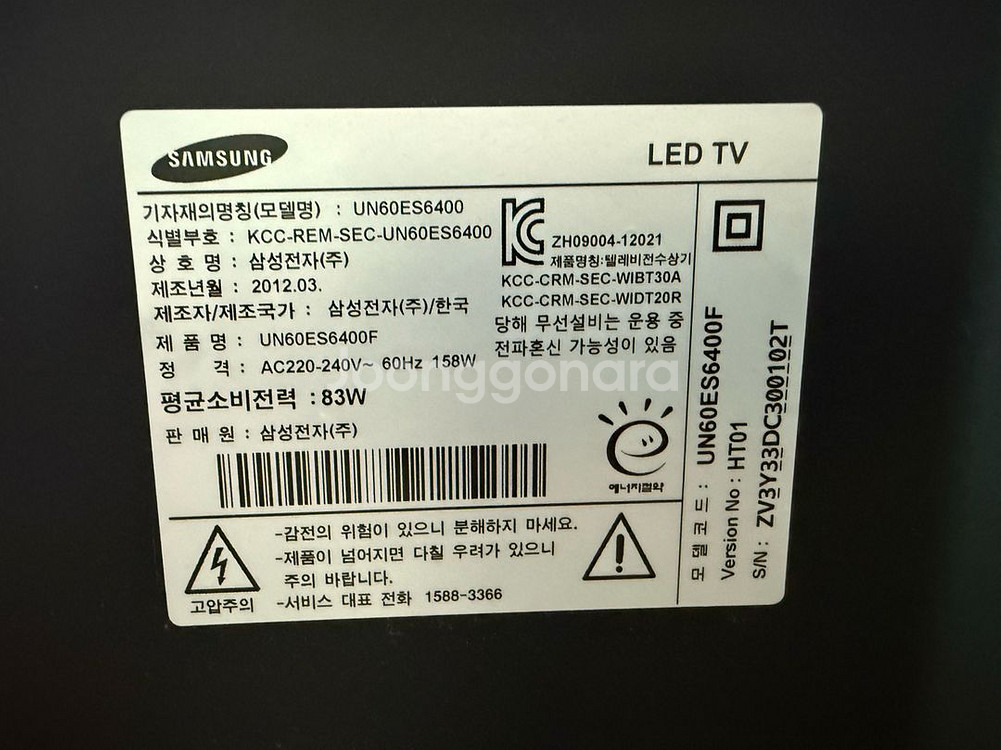 SAMSUNG
LED TV
기자재의명칭(모델명) : UN60ES6400
식별부호 : KCC-REM-SEC-UN60ES6400
상 호 명 : 삼성전자(주)
제조년월 : 2012.03.
제조자/제조국가 : 삼성전자(주)/한국
제 품 명 : UN60ES6400F
정 격 : AC220-240V~ 60Hz 158W
평균소비전력 : 83W
판 매 원 : 삼성전자(주)
ZH09004-12021
제품명칭:텔레비전수상기
KCC-CRM-SEC-WIBT30A
KCC-CRM-SEC-WIDT20R
당해 무선설비는 운용 중
전파혼신 가능성이 있음
Joonggonara
에너지절약
고압주의
-감전의 위험이 있으니 분해하지 마세요.
-제품이 넘어지면 다칠 우려가 있으니
주의 바랍니다.
-서비스 대표 전화 1588-3366
모델코드 : UN60ES6400F
Version No : HT01
S/N : ZV3Y33DC300102T